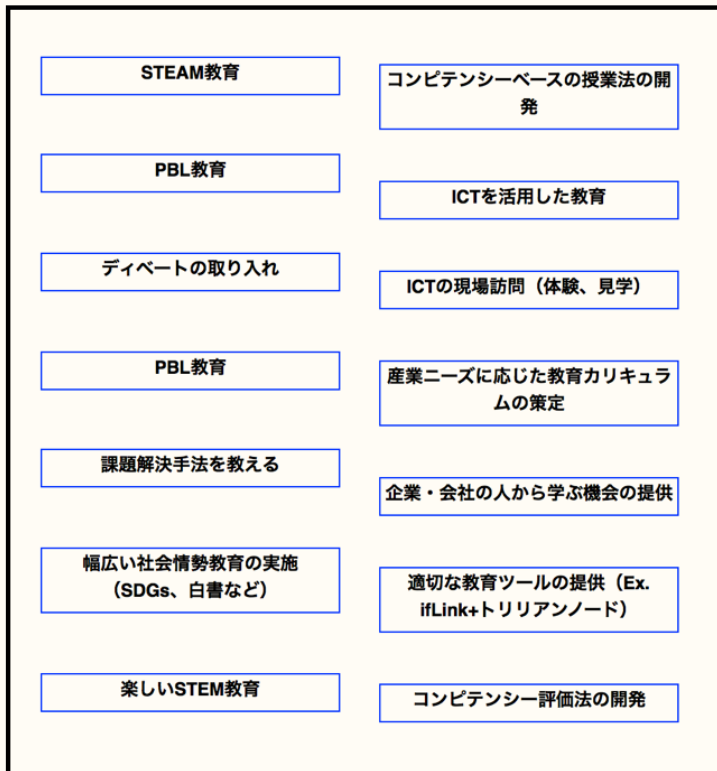 STEAM教育
PBL教育
ディベートの取り入れ
PBL教育
課題解決手法を教える
幅広い社会情勢教育の実施
（SDGs、白書など）
楽しいSTEM教育
コンピテンシーベースの授業法の開
発
ICTを活用した教育
ICTの現場訪問（体験、見学）
産業ニーズに応じた教育カリキュラ
ムの策定
企業・会社の人から学ぶ機会の提供
適切な教育ツールの提供（Ex.
ifLink+トリリアンノード）
コンピテンシー評価法の開発